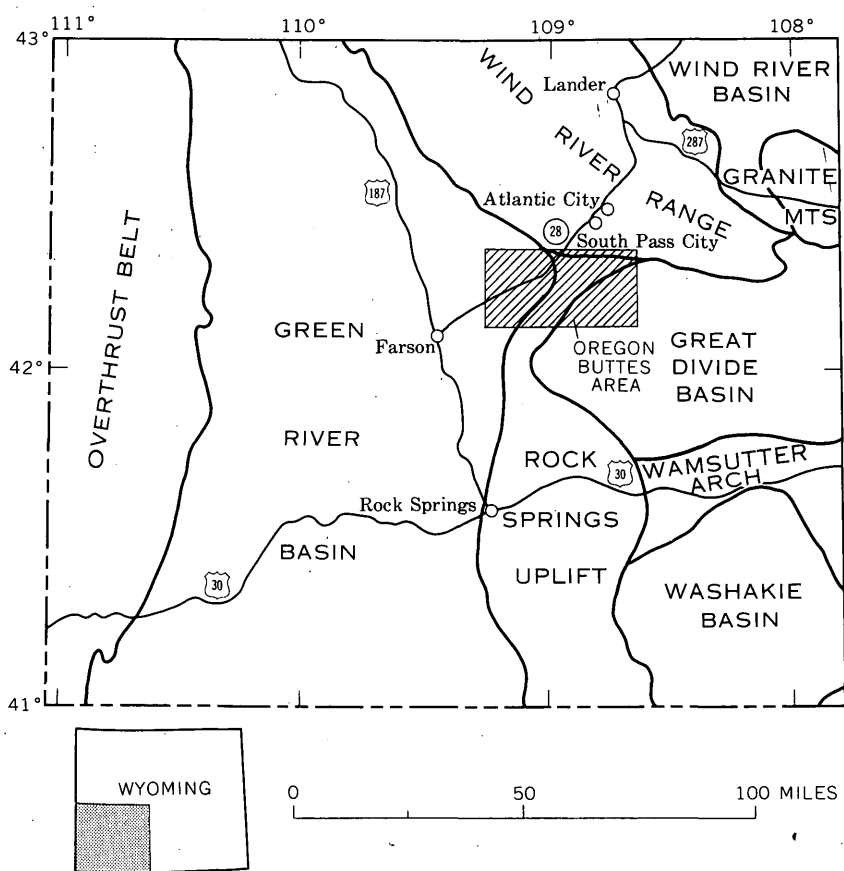 111°
110°
109°
108°
43°
WIND
RIVER
RANGE
Lander
WIND RIVER
BASIN
287
GRANITE
MTS
187
Atlantic City
28
South Pass City
OVERTHRUST BELT
GREEN
RIVER
BASIN
Farson
OREGON
BUTTES
AREA
GREAT
DIVIDE
BASIN
42°
ROCK
SPRINGS
UPLIFT
30
WAMSUTTER
ARCH
Rock Springs
30
WASHAKIE
BASIN
41°
WYOMING
0
50
100 MILES